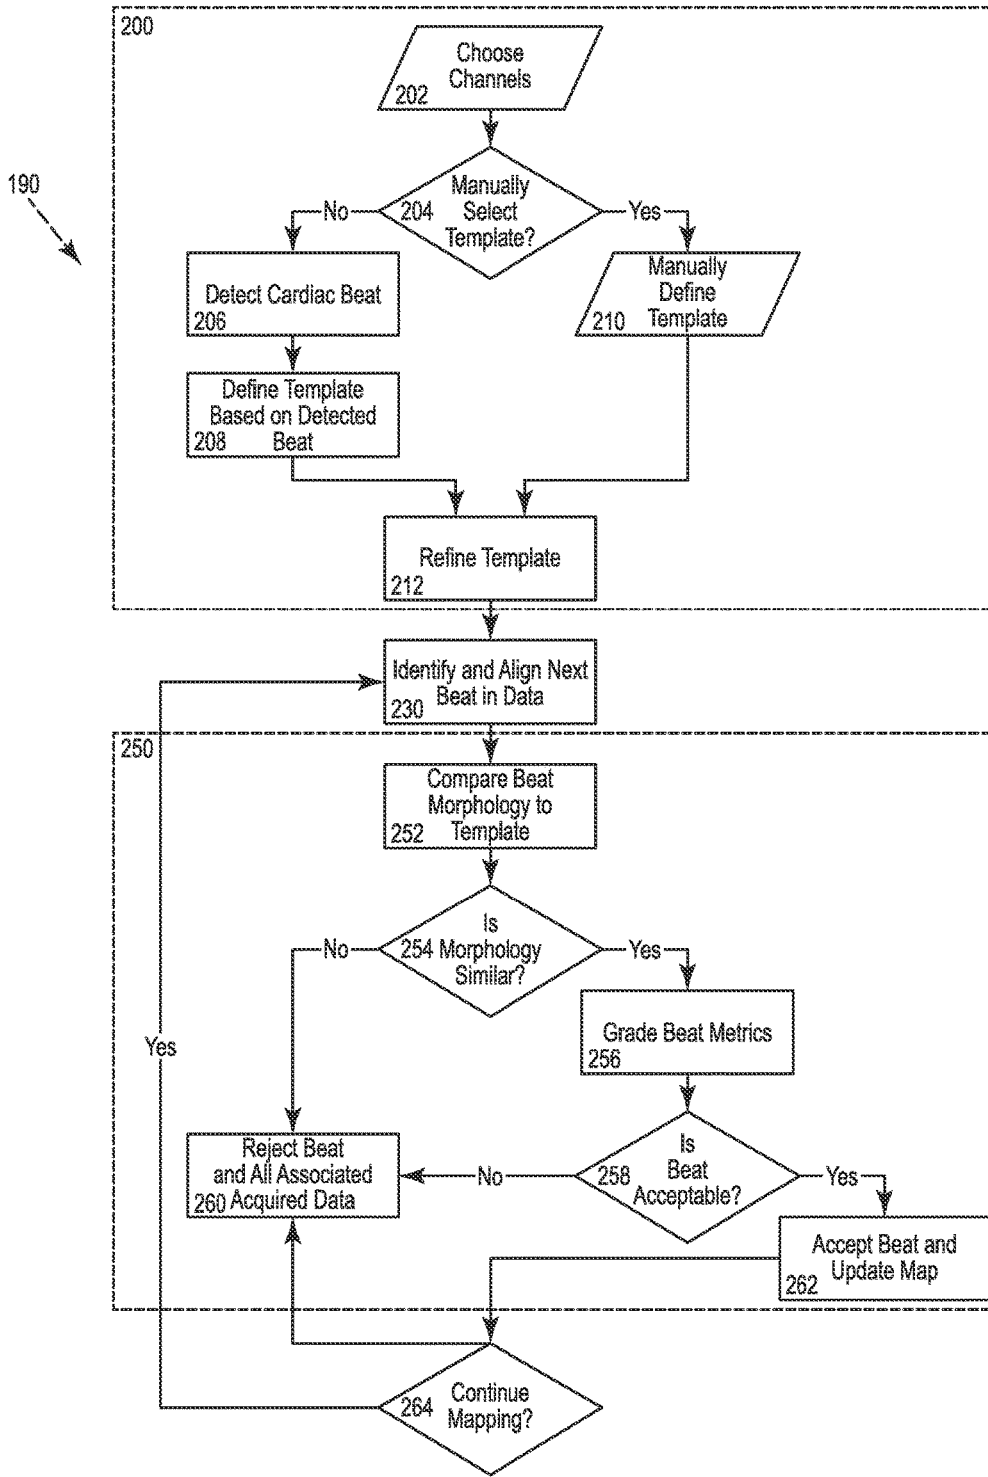 200
Choose
Channels
202
190
Manually
204 Select
Template?
No
Yes
Detect Cardiac Beat
206
Manually
Define
210 Template
Define Template
Based on Detected
208 Beat
Refine Template
212
Identify and Align Next
Beat in Data
230
250
Compare Beat
Morphology to
252 Template
Is
254 Morphology
Similar?
No
Yes
Grade Beat Metrics
256
Yes
Reject Beat
and All Associated
260 Acquired Data
No
Is
258 Beat
Acceptable?
Yes
Accept Beat and
Update Map
262
Continue
264 Mapping?